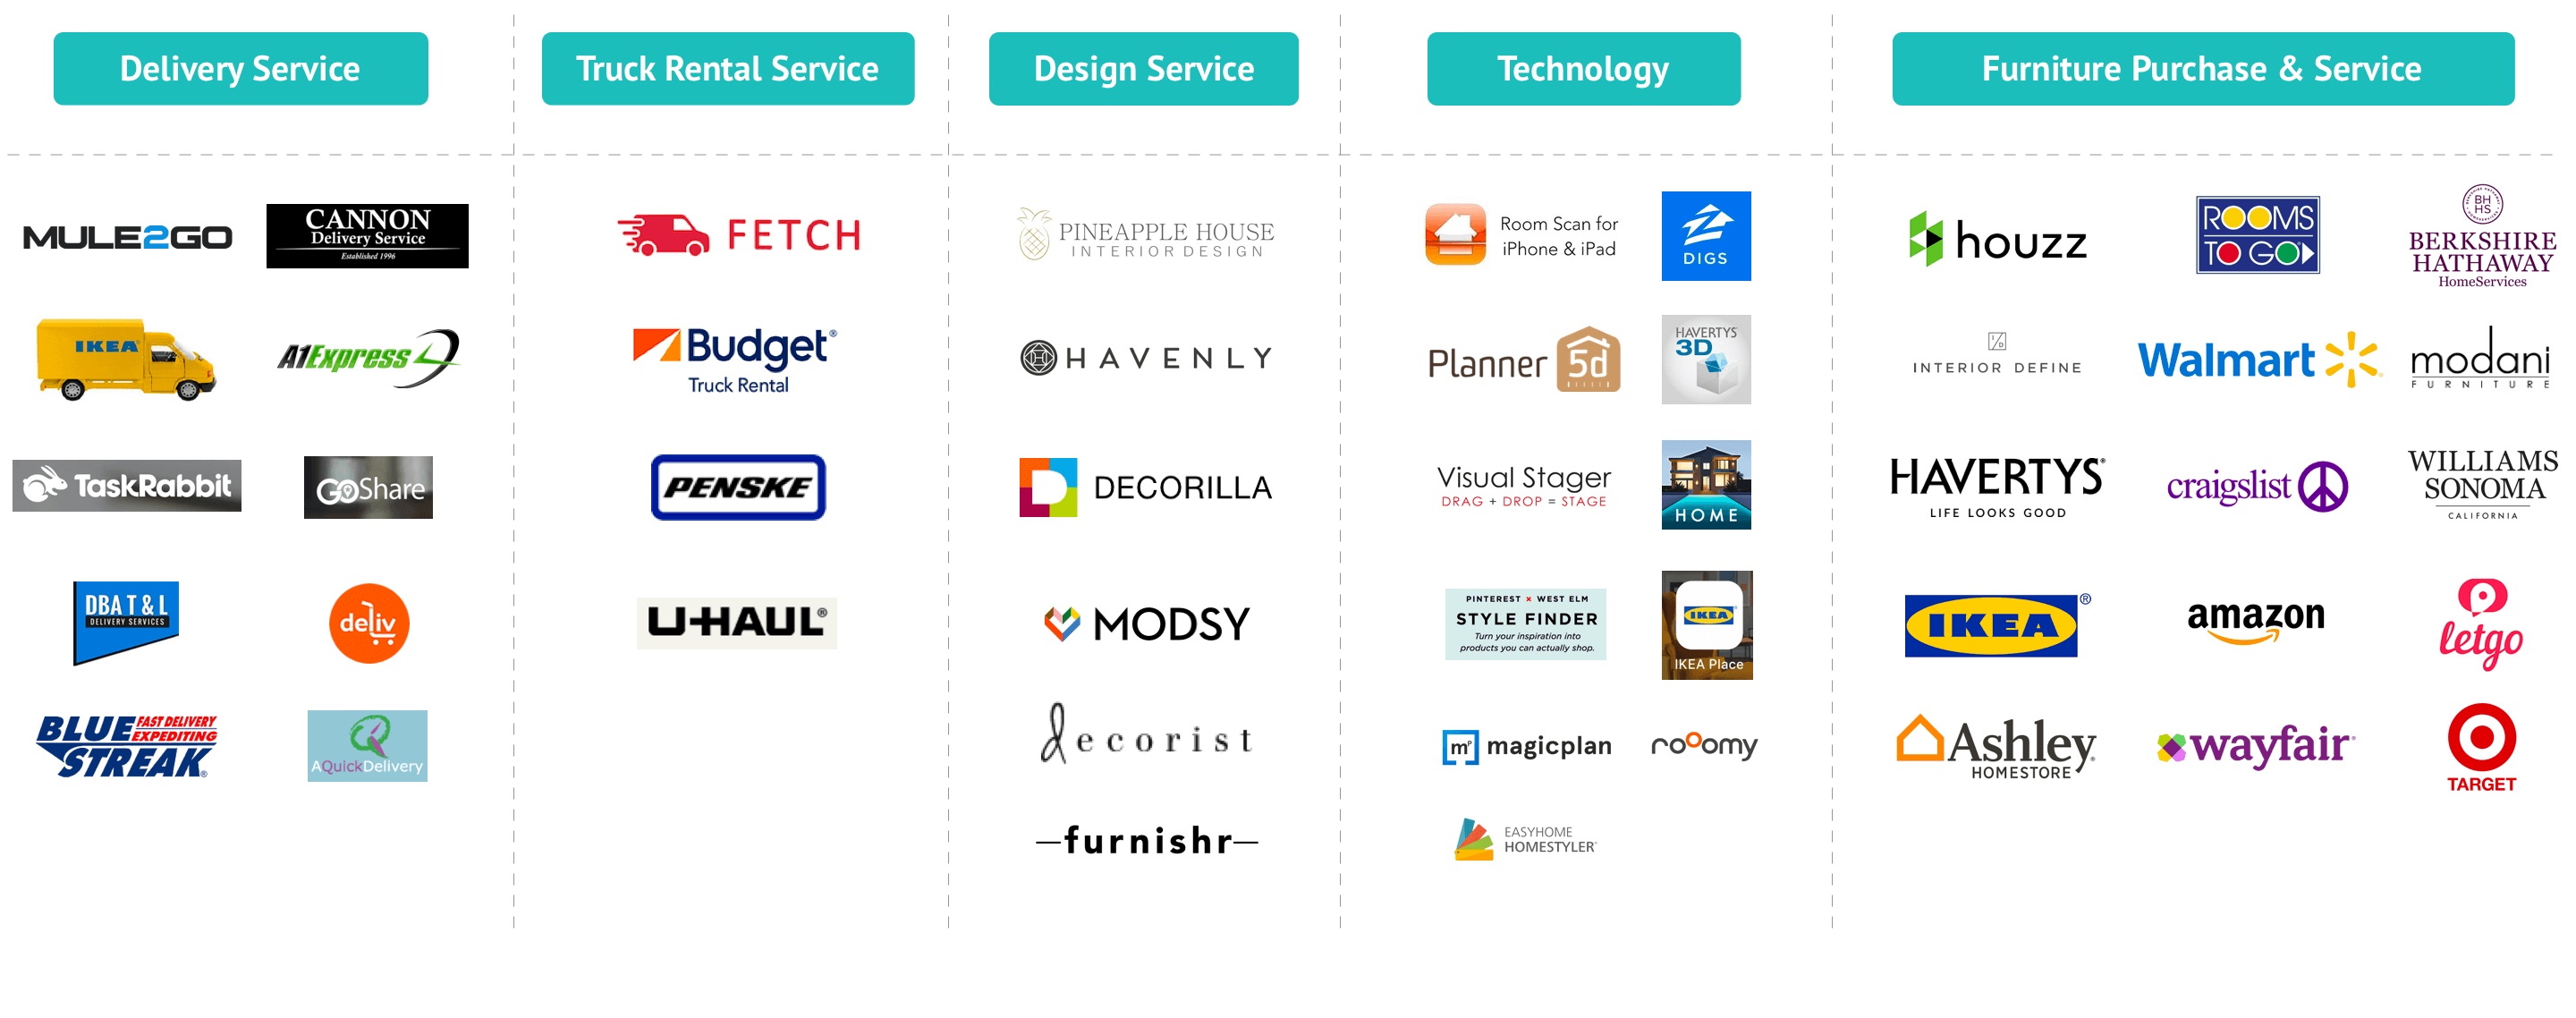 Delivery Service
Truck Rental Service
Design Service
Technology
Furniture Purchase & Service
MULE2GO
CANNON
Delivery Service
Established 1996
IKEA
A1Express
TaskRabbit
GoShare
DBA T & L
DELIVERY SERVICES
deliv
BLUE STREAK
FAST DELIVERY
EXPEDITING
AQuickDelivery
FETCH
Budget®
Truck Rental
PENSKE
U-HAUL®
PINEAPPLE HOUSE
INTERIOR DESIGN
HAVENLY
D
DECORILLA
MODSY
decorist
furnishr
Room Scan for
iPhone & iPad
DIGS
Planner 5d
HAVERTYS
3D
Visual Stager
DRAG + DROP = STAGE
HOME
PINTEREST × WEST ELM
STYLE FINDER
Turn your inspiration into
products you can actually shop.
IKEA
IKEA Place
magicplan
rooomy
EASYHOME
HOMESTYLER
houzz
ROOMS
TO GO
BH
HS
BERKSHIRE
HATHAWAY
HomeServices
I/D
INTERIOR DEFINE
Walmart
modani
FURNITURE
HAVERTYS®
LIFE LOOKS GOOD
craigslist
WILLIAMS
SONOMA
CALIFORNIA
IKEA®
amazon
letgo
Ashley
HOMESTORE
wayfair
TARGET